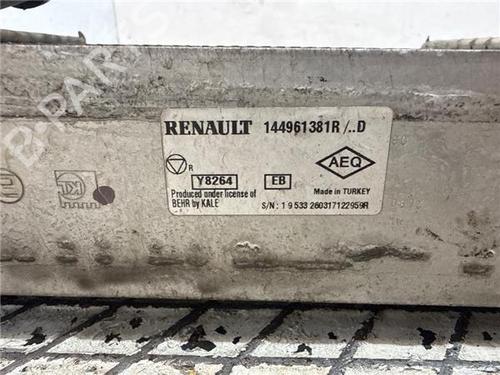 RENAULT 144961381R /..D
R
Y8264 EB
AEQ
Produced under license of
BEHR by KALE
Made in TURKEY
S/N: 1 9 533 260317122959R